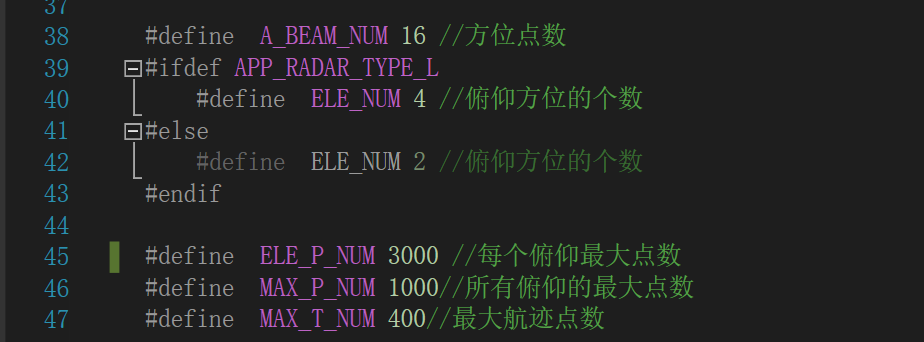 37
38 #define A_BEAM_NUM 16 //方位点数
39 #ifdef APP_RADAR_TYPE_L
40 #define ELE_NUM 4 //俯仰方位的个数
41 #else
42 #define ELE_NUM 2 //俯仰方位的个数
43 #endif
44
45 #define ELE_P_NUM 3000 //每个俯仰最大点数
46 #define MAX_P_NUM 1000//所有俯仰的最大点数
47 #define MAX_T_NUM 400//最大航迹点数